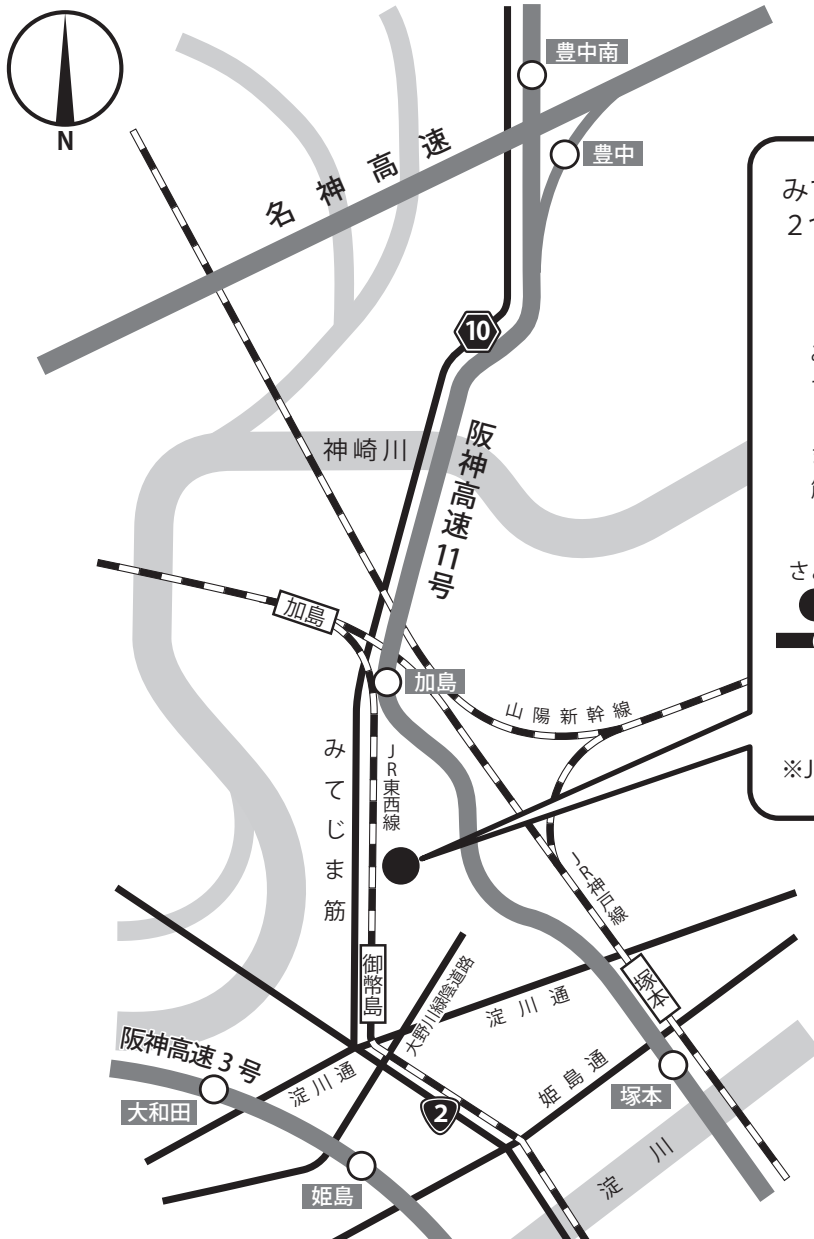 N
豊中南
豊中
名神高速
10
神崎川
阪神高速11号
加島
加島
山陽新幹線
みてじま筋
JR東西線
JR神戸線
御幣島
大野川緑陰道路
淀川通
塚本
阪神高速3号
淀川通
姫島通
大和田
2
塚本
姫島
淀川
※J